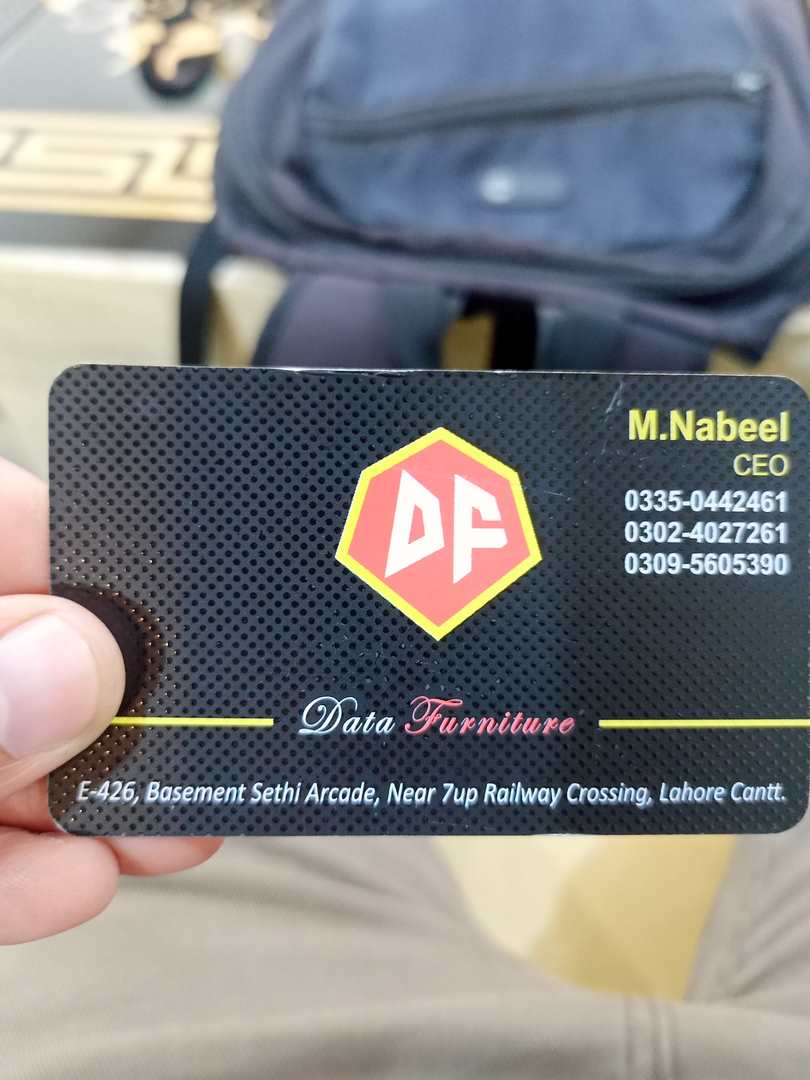 M.Nabeel
CEO
0335-0442461
0302-4027261
0309-5605390
DF
Data Furniture
E-426, Basement Sethi Arcade, Near 7up Railway Crossing, Lahore Cantt.